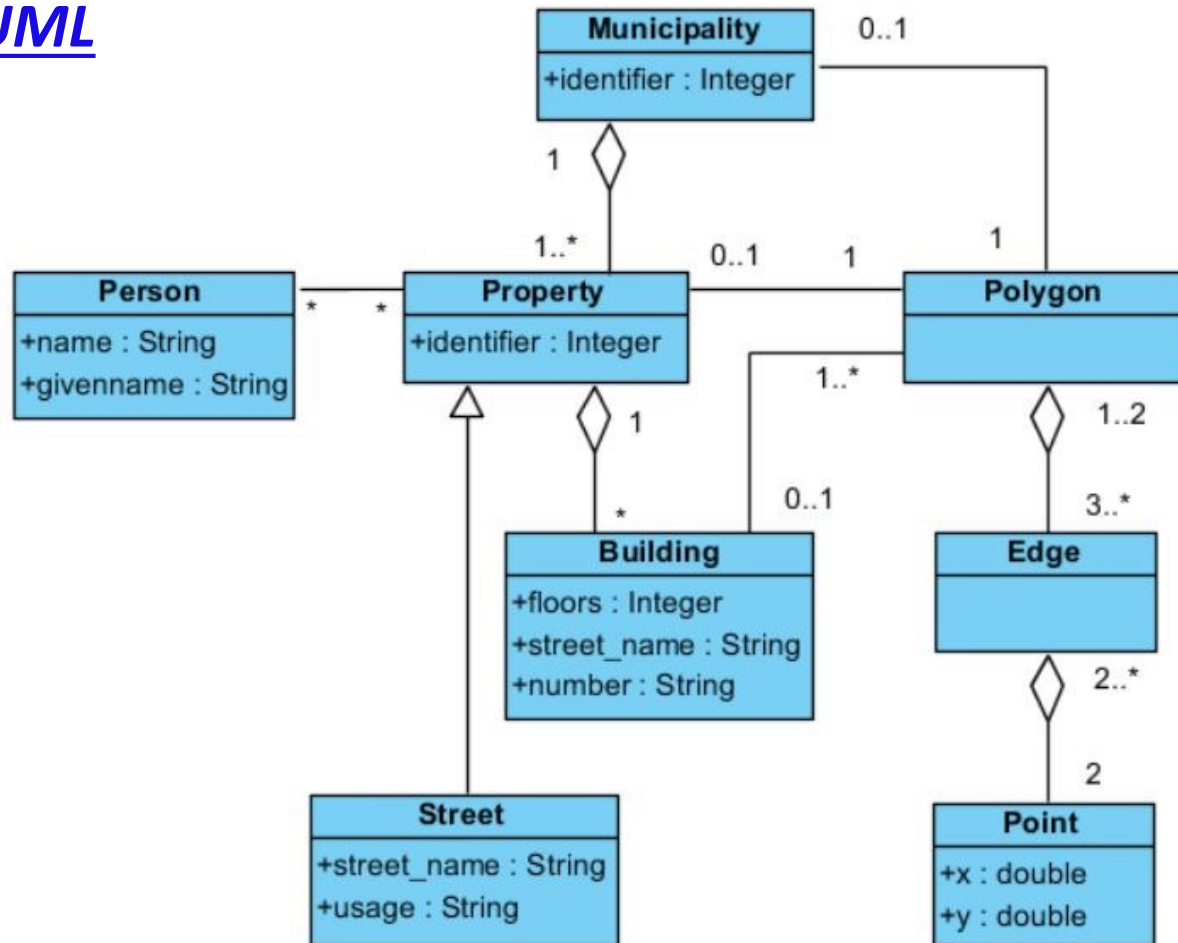 UML
Municipality
+identifier : Integer
0..1
1
1..*
0..1
1
1
Person
+name : String
+givenname : String
*
*
Property
+identifier : Integer
Polygon
1
*
1..*
0..1
1..2
3..*
Building
+floors : Integer
+street_name : String
+number : String
Edge
2..*
2
Street
+street_name : String
+usage : String
Point
+x : double
+y : double